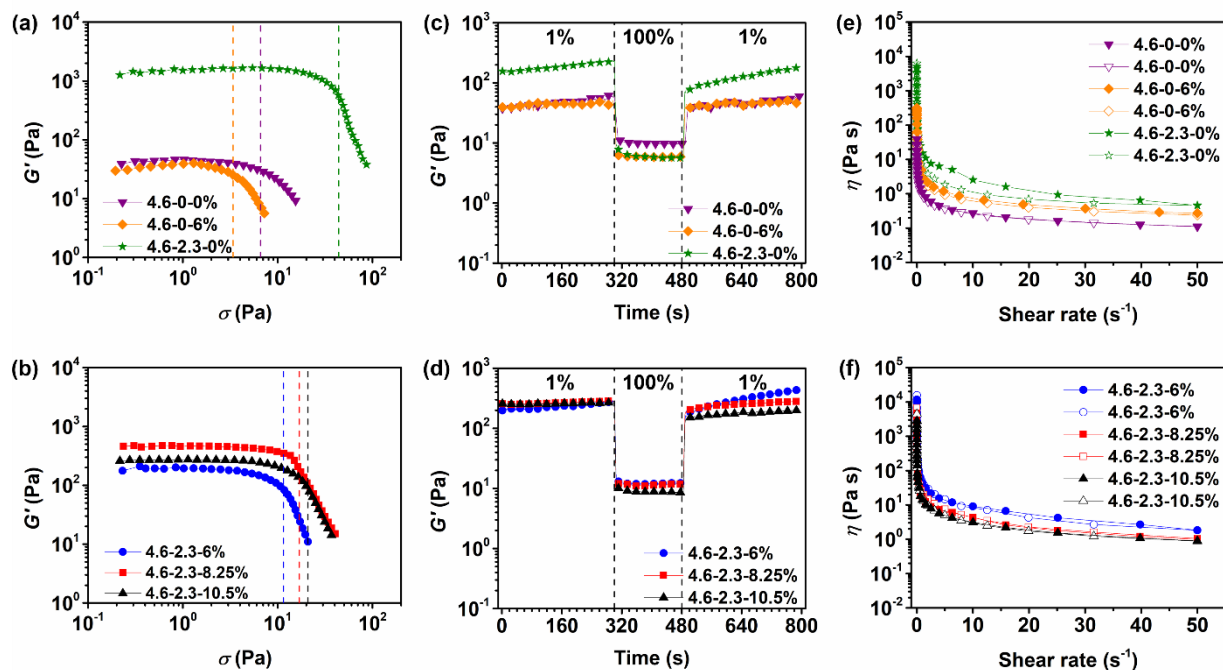 (a)
10⁴
10³
10²
10¹
10⁰
G′ (Pa)
4.6-0-0%
4.6-0-6%
4.6-2.3-0%
10⁻¹ 10⁰ 10¹ 10²
σ (Pa)
(c)
1% 100% 1%
10³
10²
10¹
10⁰
10⁻¹
G′ (Pa)
4.6-0-0%
4.6-0-6%
4.6-2.3-0%
0 160 320 480 640 800
Time (s)
(e)
10⁵
10⁴
10³
10²
10¹
10⁰
10⁻¹
10⁻²
η (Pa s)
4.6-0-0%
4.6-0-0%
4.6-0-6%
4.6-0-6%
4.6-2.3-0%
4.6-2.3-0%
0 10 20 30 40 50
Shear rate (s⁻¹)
(b)
10⁴
10³
10²
10¹
10⁰
G′ (Pa)
4.6-2.3-6%
4.6-2.3-8.25%
4.6-2.3-10.5%
10⁻¹ 10⁰ 10¹ 10²
σ (Pa)
(d)
1% 100% 1%
10³
10²
10¹
10⁰
10⁻¹
G′ (Pa)
4.6-2.3-6%
4.6-2.3-8.25%
4.6-2.3-10.5%
0 160 320 480 640 800
Time (s)
(f)
10⁵
10⁴
10³
10²
10¹
10⁰
10⁻¹
10⁻²
η (Pa s)
4.6-2.3-6%
4.6-2.3-6%
4.6-2.3-8.25%
4.6-2.3-8.25%
4.6-2.3-10.5%
4.6-2.3-10.5%
0 10 20 30 40 50
Shear rate (s⁻¹)